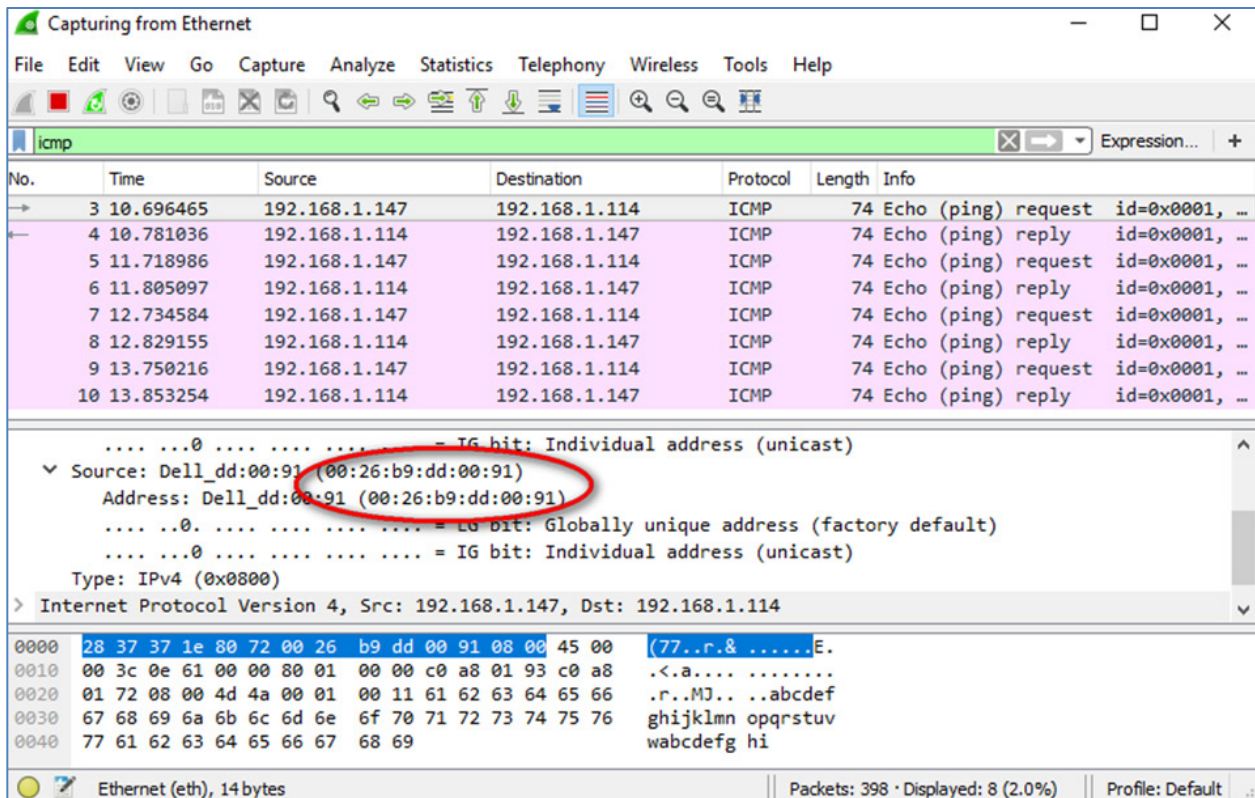 Capturing from Ethernet
File Edit View Go Capture Analyze Statistics Telephony Wireless Tools Help
icmp Expression... +
No. Time Source Destination Protocol Length Info
3 10.696465 192.168.1.147 192.168.1.114 ICMP 74 Echo (ping) request id=0x0001, …
4 10.781036 192.168.1.114 192.168.1.147 ICMP 74 Echo (ping) reply id=0x0001, …
5 11.718986 192.168.1.147 192.168.1.114 ICMP 74 Echo (ping) request id=0x0001, …
6 11.805097 192.168.1.114 192.168.1.147 ICMP 74 Echo (ping) reply id=0x0001, …
7 12.734584 192.168.1.147 192.168.1.114 ICMP 74 Echo (ping) request id=0x0001, …
8 12.829155 192.168.1.114 192.168.1.147 ICMP 74 Echo (ping) reply id=0x0001, …
9 13.750216 192.168.1.147 192.168.1.114 ICMP 74 Echo (ping) request id=0x0001, …
10 13.853254 192.168.1.114 192.168.1.147 ICMP 74 Echo (ping) reply id=0x0001, …
.... ...0 .... .... .... .... = IG bit: Individual address (unicast)
Source: Dell_dd:00:91 (00:26:b9:dd:00:91)
Address: Dell_dd:00:91 (00:26:b9:dd:00:91)
.... ..0. .... .... .... .... = LG bit: Globally unique address (factory default)
.... ...0 .... .... .... .... = IG bit: Individual address (unicast)
Type: IPv4 (0x0800)
> Internet Protocol Version 4, Src: 192.168.1.147, Dst: 192.168.1.114
0000 28 37 37 1e 80 72 00 26 b9 dd 00 91 08 00 45 00 (77..r.& ......E.
0010 00 3c 0e 61 00 00 80 01 00 00 c0 a8 01 93 c0 a8 .<.a.... ........
0020 01 72 08 00 4d 4a 00 01 00 11 61 62 63 64 65 66 .r..MJ.. ..abcdef
0030 67 68 69 6a 6b 6c 6d 6e 6f 70 71 72 73 74 75 76 ghijklmn opqrstuv
0040 77 61 62 63 64 65 66 67 68 69 wabcdefg hi
Ethernet (eth), 14 bytes Packets: 398 · Displayed: 8 (2.0%) Profile: Default